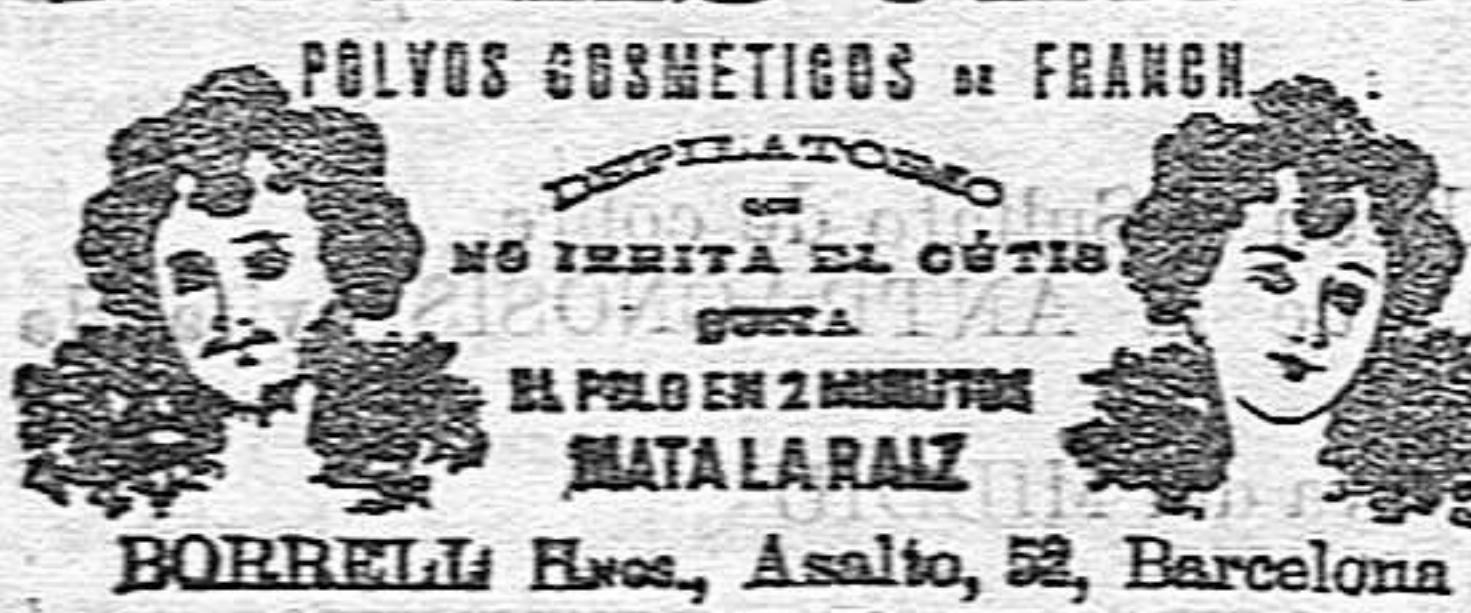 POLVOS COSMETICOS DE FRANCH
DEPILATORIO
QUE
NO IRRITA EL CÚTIS
QUITA
EL PELO EN 2 MINUTOS
MATA LA RAIZ
BORRELL Hnos., Asalto, 52, Barcelona